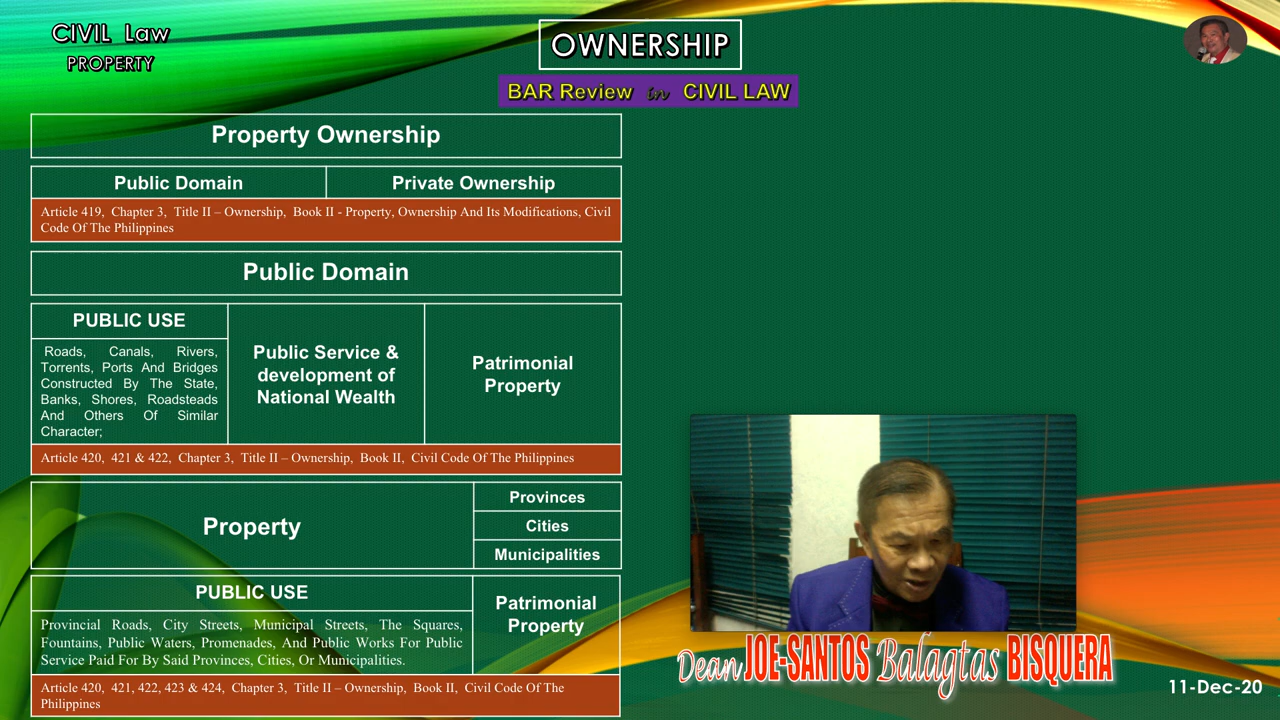 CIVIL Law
PROPERTY
OWNERSHIP
BAR Review in CIVIL LAW
Property Ownership
Public Domain
Private Ownership
Article 419, Chapter 3, Title II – Ownership, Book II - Property, Ownership And Its Modifications, Civil
Code Of The Philippines
Public Domain
PUBLIC USE
Roads, Canals, Rivers,
Torrents, Ports And Bridges
Constructed By The State,
Banks, Shores, Roadsteads
And Others Of Similar
Character;
Public Service &
development of
National Wealth
Patrimonial
Property
Article 420, 421 & 422, Chapter 3, Title II – Ownership, Book II, Civil Code Of The Philippines
Property
Provinces
Cities
Municipalities
PUBLIC USE
Provincial Roads, City Streets, Municipal Streets, The Squares,
Fountains, Public Waters, Promenades, And Public Works For Public
Service Paid For By Said Provinces, Cities, Or Municipalities.
Patrimonial
Property
Article 420, 421, 422, 423 & 424, Chapter 3, Title II – Ownership, Book II, Civil Code Of The
Philippines
Dean JOE-SANTOS Balagtas BISQUERA
11-Dec-20